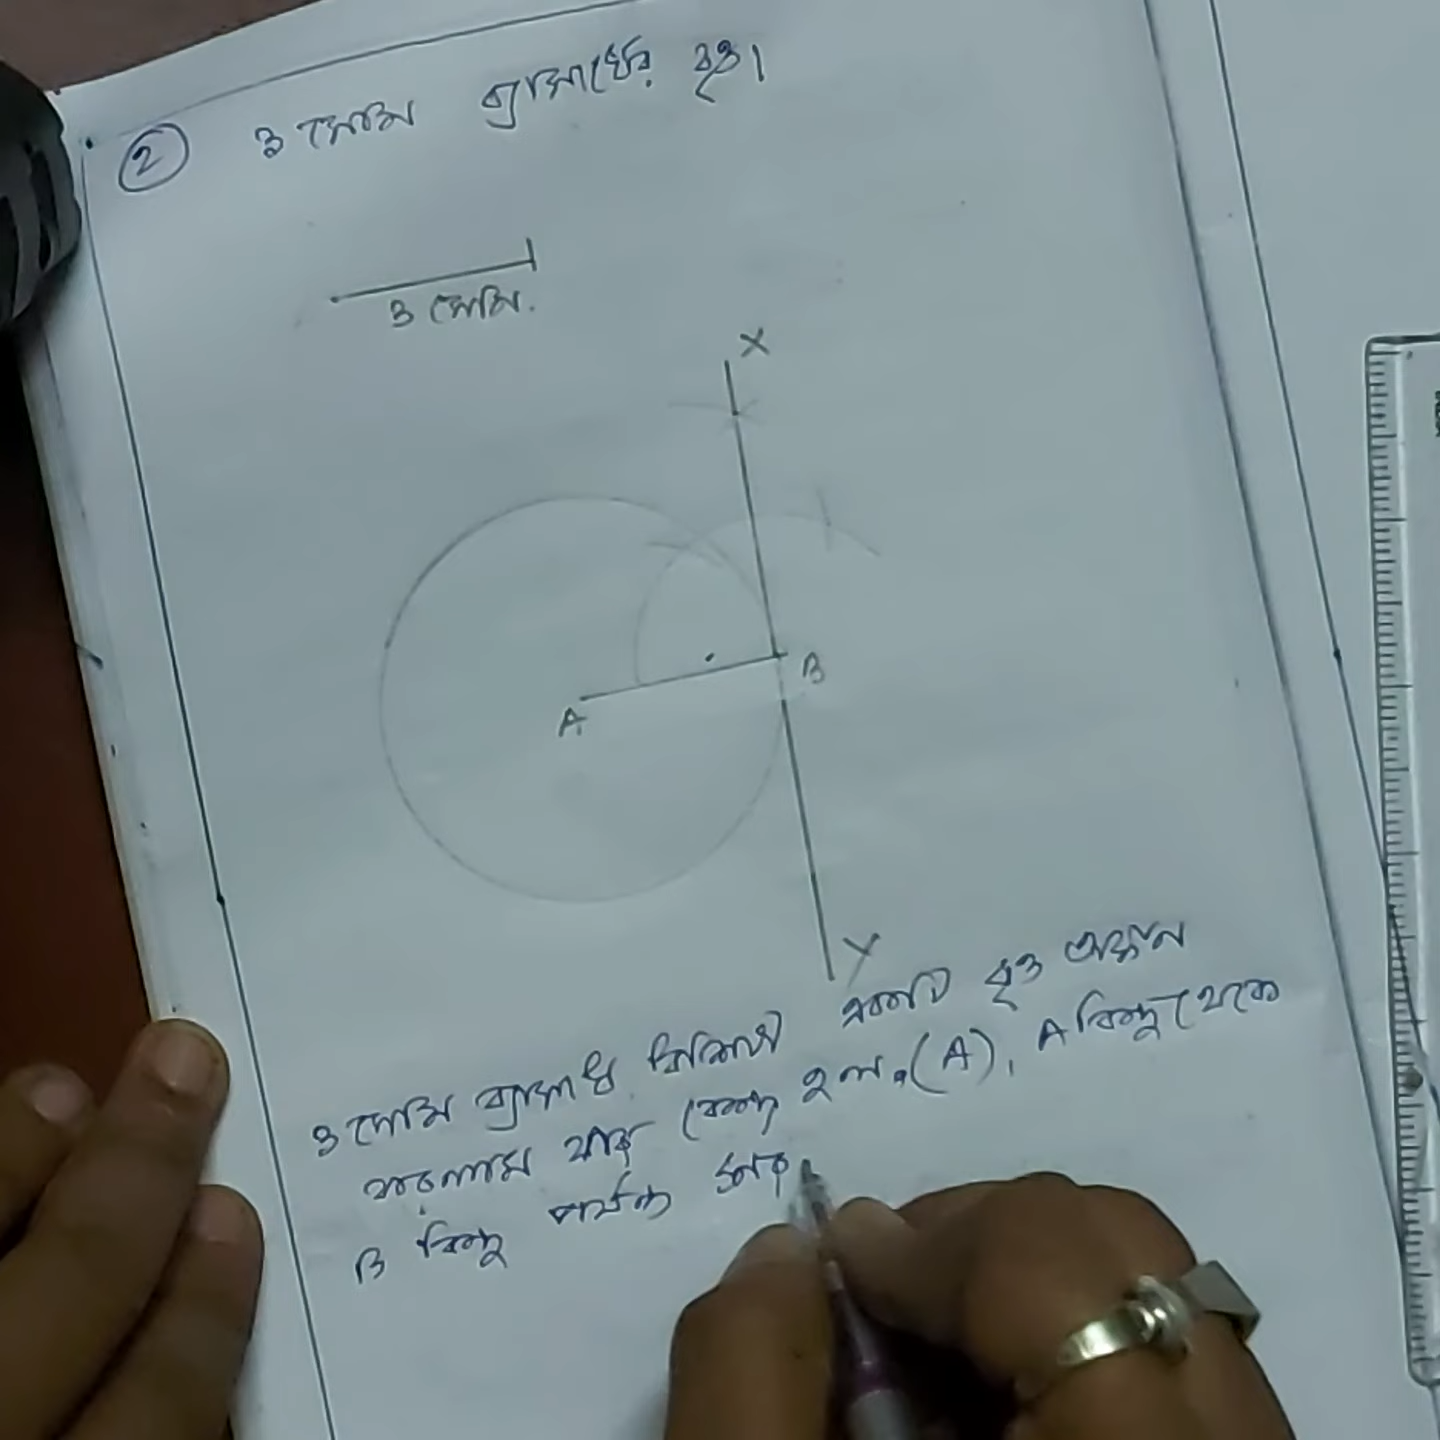 2 ৩ সেমি ব্যাসার্ধের বৃত্ত।
৩ সেমি.
X
A
B
Y
৩ সেমি ব্যাসার্ধ বিশিষ্ট একটি বৃত্ত অঙ্কন
করলাম যার কেন্দ্র হল (A), A বিন্দু থেকে
B বিন্দু পর্যন্ত